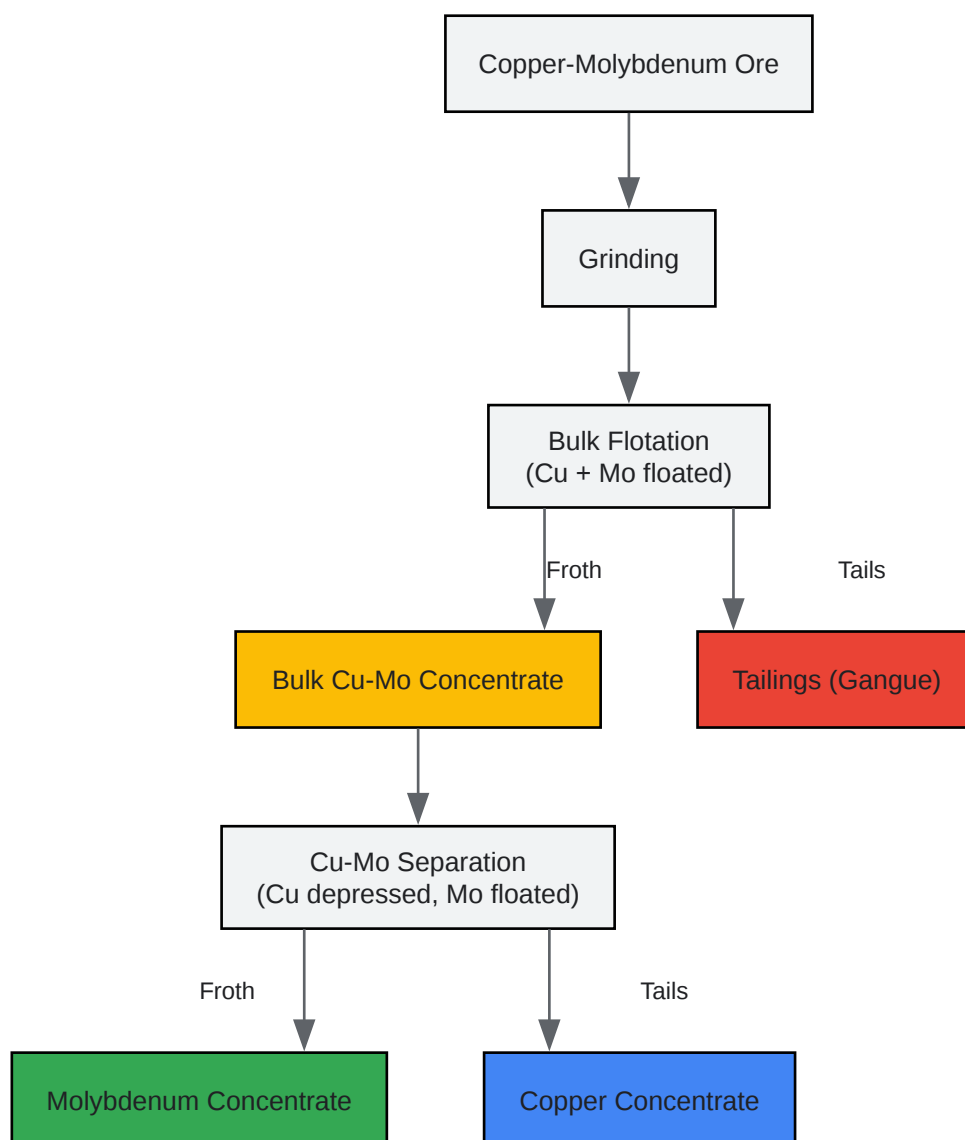 Copper-Molybdenum Ore
Grinding
Bulk Flotation
(Cu + Mo floated)
Froth
Tails
Bulk Cu-Mo Concentrate
Tailings (Gangue)
Cu-Mo Separation
(Cu depressed, Mo floated)
Froth
Tails
Molybdenum Concentrate
Copper Concentrate